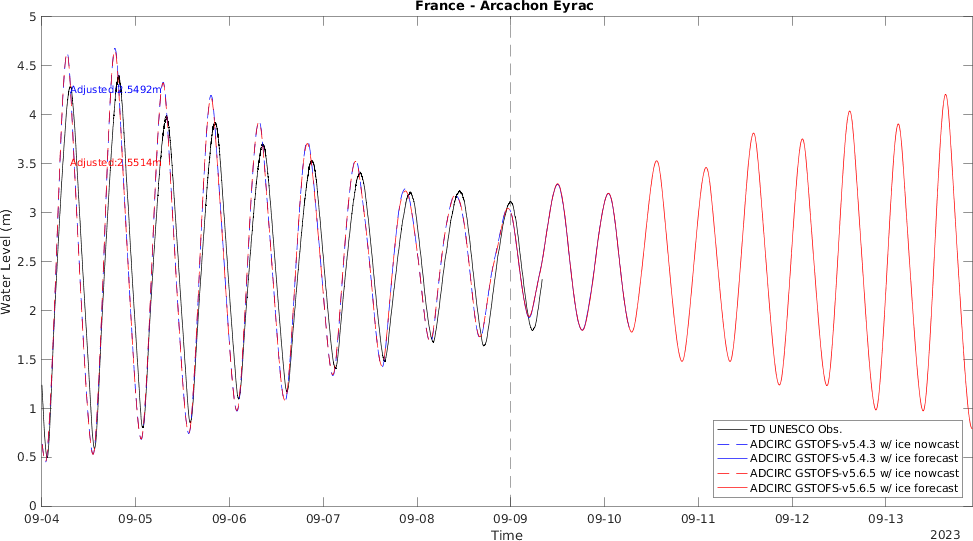 France - Arcachon Eyrac
Water Level (m)
5
4.5
4
3.5
3
2.5
2
1.5
1
0.5
0
Adjusted:2.5492m
Adjusted:2.5514m
TD UNESCO Obs.
ADCIRC GSTOFS-v5.4.3 w/ ice nowcast
ADCIRC GSTOFS-v5.4.3 w/ ice forecast
ADCIRC GSTOFS-v5.6.5 w/ ice nowcast
ADCIRC GSTOFS-v5.6.5 w/ ice forecast
09-04 09-05 09-06 09-07 09-08 09-09 09-10 09-11 09-12 09-13
Time
2023